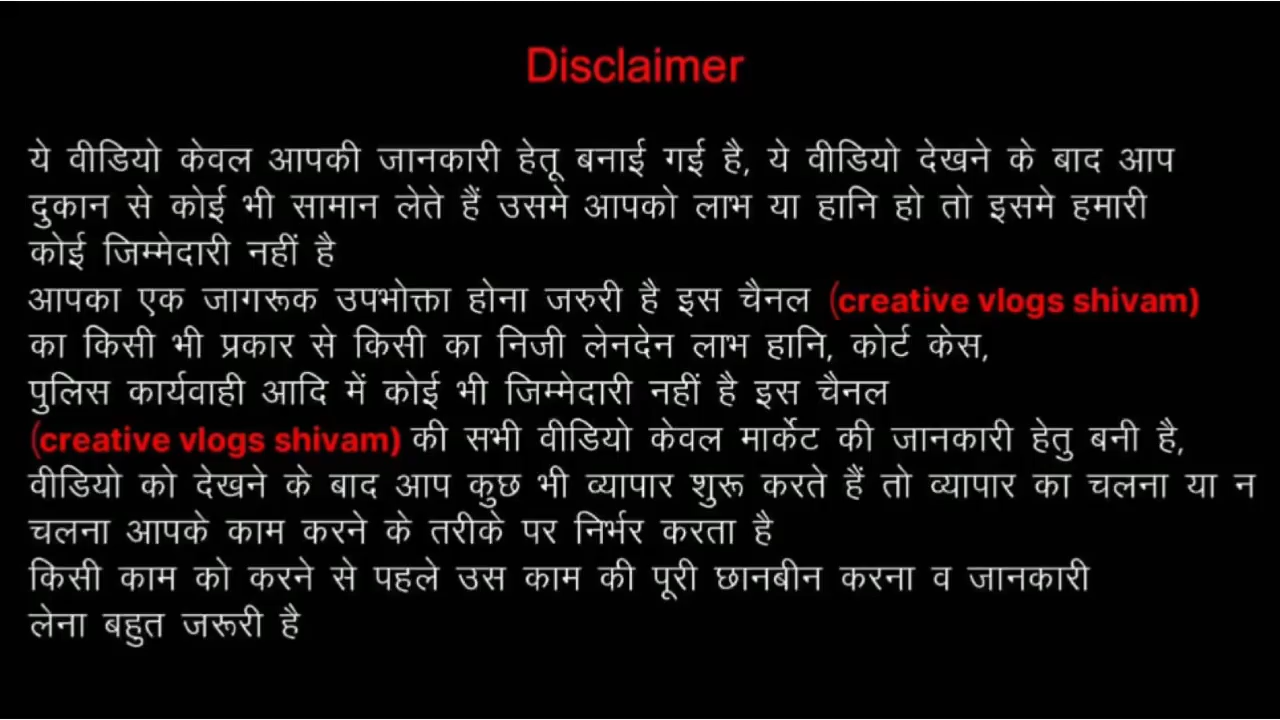 Disclaimer
ये वीडियो केवल आपकी जानकारी हेतू बनाई गई है, ये वीडियो देखने के बाद आप
दुकान से कोई भी सामान लेते हैं उसमे आपको लाभ या हानि हो तो इसमे हमारी
कोई जिम्मेदारी नहीं है
आपका एक जागरूक उपभोक्ता होना जरुरी है इस चैनल (creative vlogs shivam)
का किसी भी प्रकार से किसी का निजी लेनदेन लाभ हानि, कोर्ट केस,
पुलिस कार्यवाही आदि में कोई भी जिम्मेदारी नहीं है इस चैनल
(creative vlogs shivam) की सभी वीडियो केवल मार्केट की जानकारी हेतु बनी है,
वीडियो को देखने के बाद आप कुछ भी व्यापार शुरू करते हैं तो व्यापार का चलना या न
चलना आपके काम करने के तरीके पर निर्भर करता है
किसी काम को करने से पहले उस काम की पूरी छानबीन करना व जानकारी
लेना बहुत जरूरी है